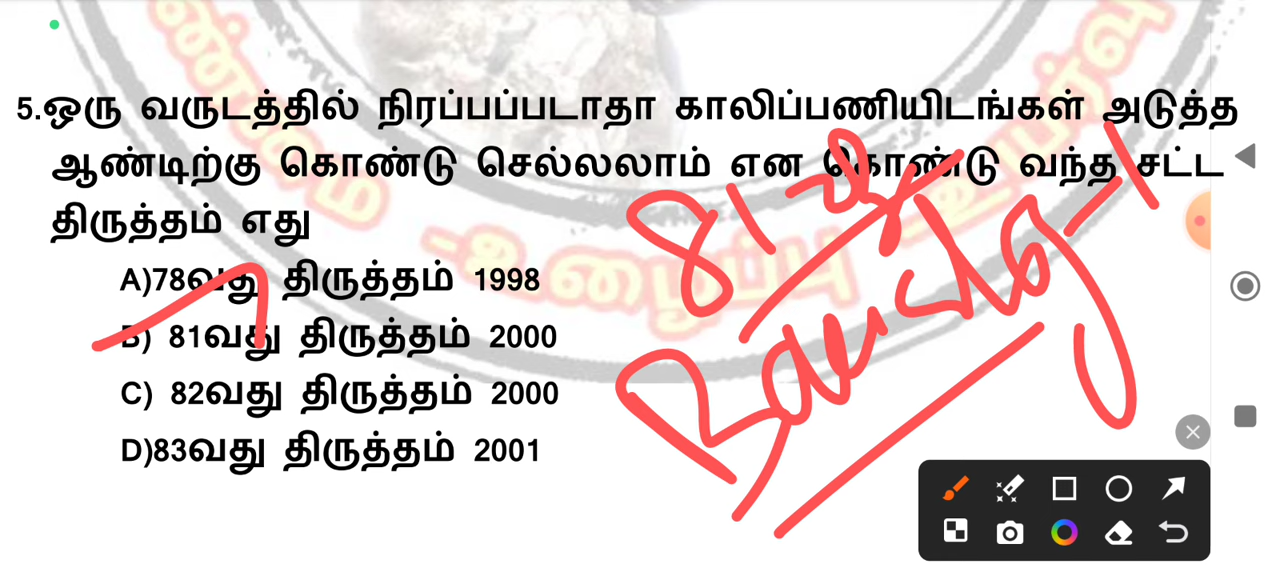 5.ஒரு வருடத்தில் நிரப்பப்படாதா காலிப்பணியிடங்கள் அடுத்த
ஆண்டிற்கு கொண்டு செல்லலாம் என கொண்டு வந்த சட்ட
திருத்தம் எது
A)78வது திருத்தம் 1998
B) 81வது திருத்தம் 2000
C) 82வது திருத்தம் 2000
D)83வது திருத்தம் 2001
81
Backlog
உழைப்பு